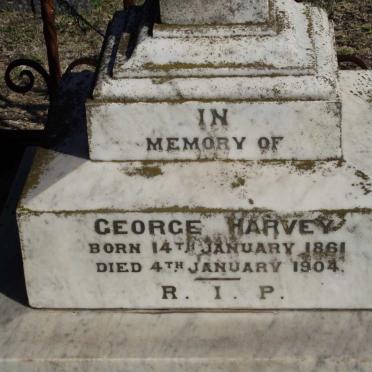 IN
MEMORY OF
GEORGE HARVEY
BORN 14TH JANUARY 1861
DIED 4TH JANUARY 1904.
R. I. P.